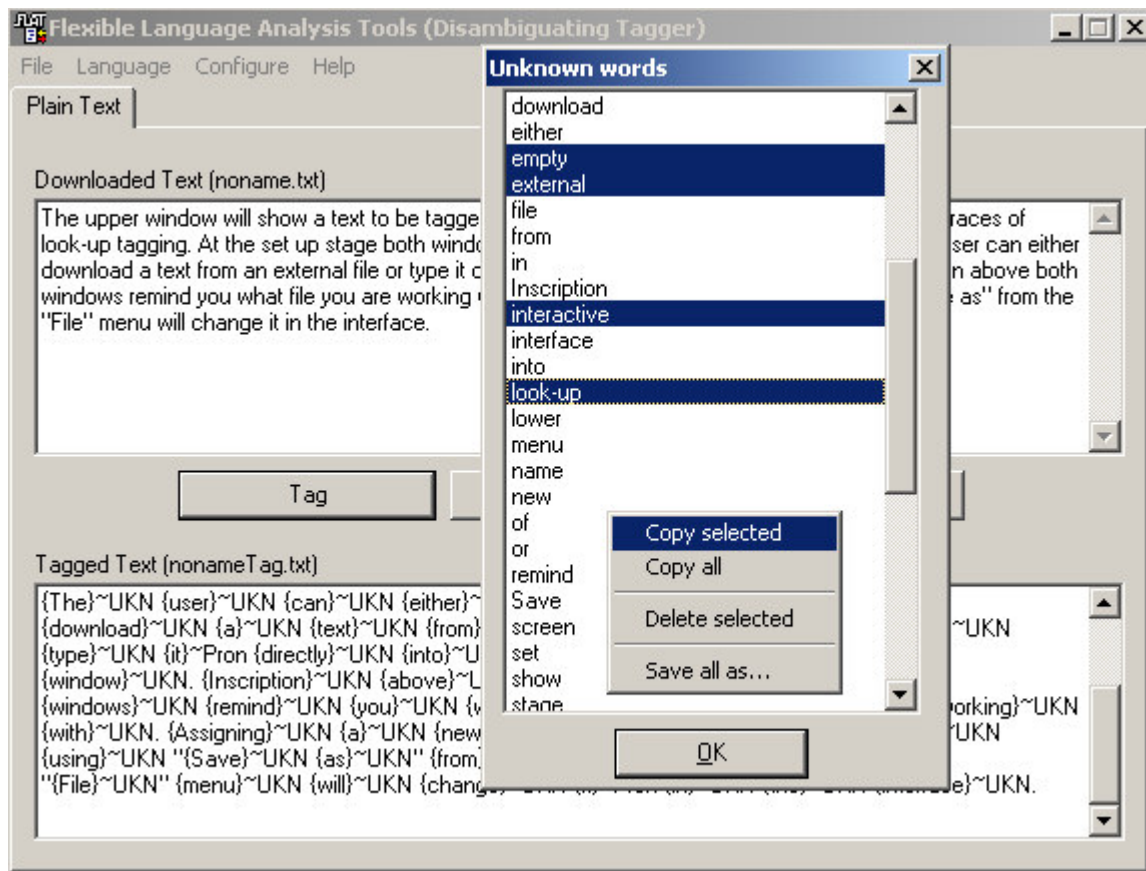 FLAT
Flexible Language Analysis Tools (Disambiguating Tagger)
File Language Configure Help
Plain Text
Downloaded Text (noname.txt)
The upper window will show a text to be tagge races of
look-up tagging. At the set up stage both windo ser can either
download a text from an external file or type it above both
windows remind you what file you are working as" from the
"File" menu will change it in the interface.
Tag
Tagged Text (nonameTag.txt)
{The}~UKN {user}~UKN {can}~UKN {either}~
{download}~UKN {a}~UKN {text}~UKN {from} ~UKN
{type}~UKN {it}~Pron {directly}~UKN {into}~U
{window}~UKN. {Inscription}~UKN {above}~
{windows}~UKN {remind}~UKN {you}~UKN orking}~UKN
{with}~UKN. {Assigning}~UKN {a}~UKN {new ~UKN
{using}~UKN "{Save}~UKN {as}~UKN" {from
"{File}~UKN" {menu}~UKN {will}~UKN e}~UKN.
Unknown words
download
either
empty
external
file
from
in
Inscription
interactive
interface
into
look-up
lower
menu
name
new
of
or
remind
Save
screen
set
show
stage
Copy selected
Copy all
Delete selected
Save all as...
OK